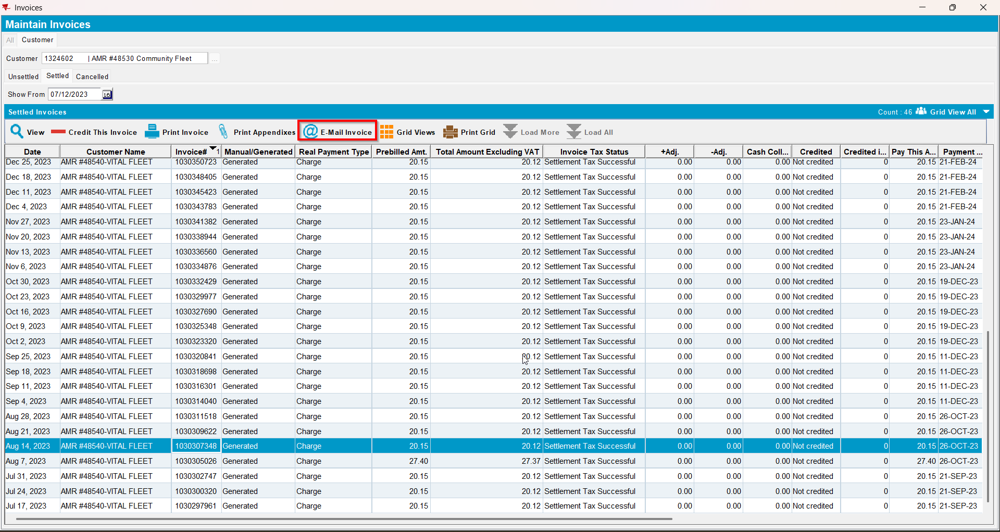 Invoices
Maintain Invoices
All Customer
Customer 1324602 | AMR #48530 Community Fleet ...
Unsettled Settled Cancelled
Show From 07/12/2023 16
Settled Invoices Count : 46 Grid View All
View Credit This Invoice Print Invoice Print Appendixes @ E-Mail Invoice Grid Views Print Grid Load More Load All
Date Customer Name Invoice# 1 Manual/Generated Real Payment Type Prebilled Amt. Total Amount Excluding VAT Invoice Tax Status +Adj. -Adj. Cash Coll... Credited Credited i... Pay This A... Payment ...
Dec 25, 2023 AMR #48540-VITAL FLEET 1030350723 Generated Charge 20.15 20.12 Settlement Tax Successful 0.00 0.00 0.00 Not credited 0 20.15 21-FEB-24
Dec 18, 2023 AMR #48540-VITAL FLEET 1030348405 Generated Charge 20.15 20.12 Settlement Tax Successful 0.00 0.00 0.00 Not credited 0 20.15 21-FEB-24
Dec 11, 2023 AMR #48540-VITAL FLEET 1030345423 Generated Charge 20.15 20.12 Settlement Tax Successful 0.00 0.00 0.00 Not credited 0 20.15 21-FEB-24
Dec 4, 2023 AMR #48540-VITAL FLEET 1030343783 Generated Charge 20.15 20.12 Settlement Tax Successful 0.00 0.00 0.00 Not credited 0 20.15 21-FEB-24
Nov 27, 2023 AMR #48540-VITAL FLEET 1030341382 Generated Charge 20.15 20.12 Settlement Tax Successful 0.00 0.00 0.00 Not credited 0 20.15 23-JAN-24
Nov 20, 2023 AMR #48540-VITAL FLEET 1030338944 Generated Charge 20.15 20.12 Settlement Tax Successful 0.00 0.00 0.00 Not credited 0 20.15 23-JAN-24
Nov 13, 2023 AMR #48540-VITAL FLEET 1030336560 Generated Charge 20.15 20.12 Settlement Tax Successful 0.00 0.00 0.00 Not credited 0 20.15 23-JAN-24
Nov 6, 2023 AMR #48540-VITAL FLEET 1030334876 Generated Charge 20.15 20.12 Settlement Tax Successful 0.00 0.00 0.00 Not credited 0 20.15 23-JAN-24
Oct 30, 2023 AMR #48540-VITAL FLEET 1030332429 Generated Charge 20.15 20.12 Settlement Tax Successful 0.00 0.00 0.00 Not credited 0 20.15 19-DEC-23
Oct 23, 2023 AMR #48540-VITAL FLEET 1030329977 Generated Charge 20.15 20.12 Settlement Tax Successful 0.00 0.00 0.00 Not credited 0 20.15 19-DEC-23
Oct 16, 2023 AMR #48540-VITAL FLEET 1030327690 Generated Charge 20.15 20.12 Settlement Tax Successful 0.00 0.00 0.00 Not credited 0 20.15 19-DEC-23
Oct 9, 2023 AMR #48540-VITAL FLEET 1030325348 Generated Charge 20.15 20.12 Settlement Tax Successful 0.00 0.00 0.00 Not credited 0 20.15 19-DEC-23
Oct 2, 2023 AMR #48540-VITAL FLEET 1030323320 Generated Charge 20.15 20.12 Settlement Tax Successful 0.00 0.00 0.00 Not credited 0 20.15 19-DEC-23
Sep 25, 2023 AMR #48540-VITAL FLEET 1030320841 Generated Charge 20.15 20.12 Settlement Tax Successful 0.00 0.00 0.00 Not credited 0 20.15 11-DEC-23
Sep 18, 2023 AMR #48540-VITAL FLEET 1030318698 Generated Charge 20.15 20.12 Settlement Tax Successful 0.00 0.00 0.00 Not credited 0 20.15 11-DEC-23
Sep 11, 2023 AMR #48540-VITAL FLEET 1030316301 Generated Charge 20.15 20.12 Settlement Tax Successful 0.00 0.00 0.00 Not credited 0 20.15 11-DEC-23
Sep 4, 2023 AMR #48540-VITAL FLEET 1030314040 Generated Charge 20.15 20.12 Settlement Tax Successful 0.00 0.00 0.00 Not credited 0 20.15 11-DEC-23
Aug 28, 2023 AMR #48540-VITAL FLEET 1030311518 Generated Charge 20.15 20.12 Settlement Tax Successful 0.00 0.00 0.00 Not credited 0 20.15 26-OCT-23
Aug 21, 2023 AMR #48540-VITAL FLEET 1030309622 Generated Charge 20.15 20.12 Settlement Tax Successful 0.00 0.00 0.00 Not credited 0 20.15 26-OCT-23
Aug 14, 2023 AMR #48540-VITAL FLEET 1030307348 Generated Charge 20.15 20.12 Settlement Tax Successful 0.00 0.00 0.00 Not credited 0 20.15 26-OCT-23
Aug 7, 2023 AMR #48540-VITAL FLEET 1030305026 Generated Charge 27.40 27.37 Settlement Tax Successful 0.00 0.00 0.00 Not credited 0 27.40 26-OCT-23
Jul 31, 2023 AMR #48540-VITAL FLEET 1030302747 Generated Charge 20.15 20.12 Settlement Tax Successful 0.00 0.00 0.00 Not credited 0 20.15 21-SEP-23
Jul 24, 2023 AMR #48540-VITAL FLEET 1030300320 Generated Charge 20.15 20.12 Settlement Tax Successful 0.00 0.00 0.00 Not credited 0 20.15 21-SEP-23
Jul 17, 2023 AMR #48540-VITAL FLEET 1030297961 Generated Charge 20.15 20.12 Settlement Tax Successful 0.00 0.00 0.00 Not credited 0 20.15 21-SEP-23